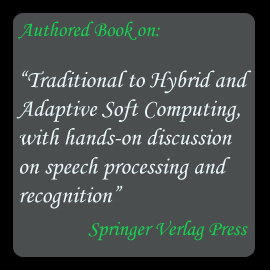 Authored Book on:
“Traditional to Hybrid and
Adaptive Soft Computing,
with hands-on discussion
on speech processing and
recognition”
Springer Verlag Press